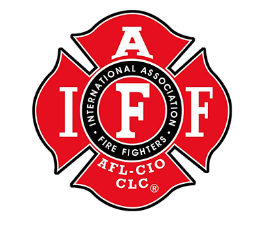 A
INTERNATIONAL ASSOCIATION
I F F
• FIRE FIGHTERS •
AFL-CIO
CLC®